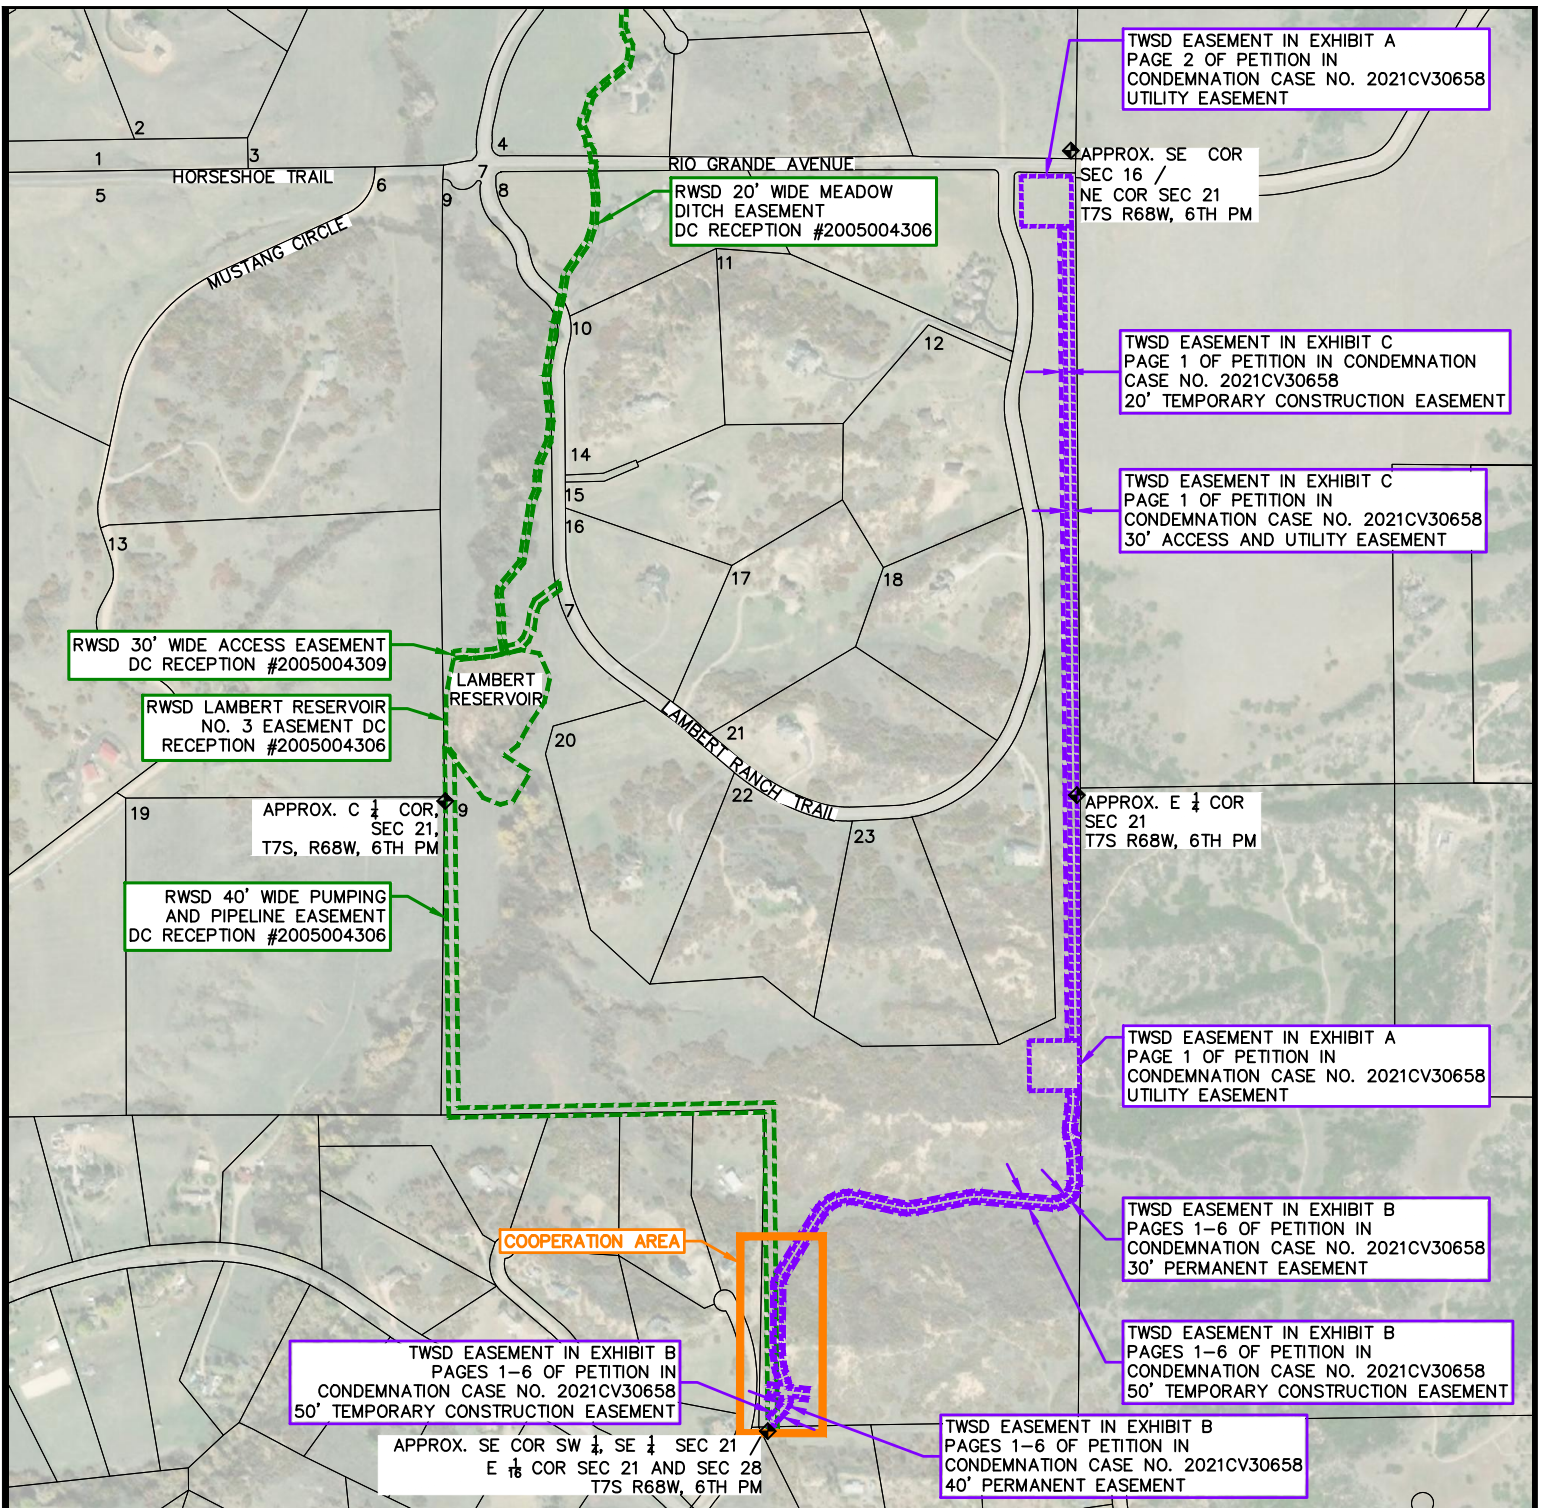 TWSD EASEMENT IN EXHIBIT A
PAGE 2 OF PETITION IN
CONDEMNATION CASE NO. 2021CV30658
UTILITY EASEMENT
2
1
3
4
HORSESHOE TRAIL
5
6
7
8
9
RIO GRANDE AVENUE
APPROX. SE COR
SEC 16 /
NE COR SEC 21
T7S R68W, 6TH PM
RWSD 20' WIDE MEADOW
DITCH EASEMENT
DC RECEPTION #2005004306
MUSTANG CIRCLE
11
10
12
TWSD EASEMENT IN EXHIBIT C
PAGE 1 OF PETITION IN CONDEMNATION
CASE NO. 2021CV30658
20' TEMPORARY CONSTRUCTION EASEMENT
14
15
16
TWSD EASEMENT IN EXHIBIT C
PAGE 1 OF PETITION IN
CONDEMNATION CASE NO. 2021CV30658
30' ACCESS AND UTILITY EASEMENT
13
17
18
7
RWSD 30' WIDE ACCESS EASEMENT
DC RECEPTION #2005004309
LAMBERT
RESERVOIR
RWSD LAMBERT RESERVOIR
NO. 3 EASEMENT DC
RECEPTION #2005004306
20
21
LAMBERT RANCH TRAIL
22
23
19
APPROX. C 1/4 COR,
SEC 21,
T7S, R68W, 6TH PM
9
APPROX. E 1/4 COR
SEC 21
T7S R68W, 6TH PM
RWSD 40' WIDE PUMPING
AND PIPELINE EASEMENT
DC RECEPTION #2005004306
TWSD EASEMENT IN EXHIBIT A
PAGE 1 OF PETITION IN
CONDEMNATION CASE NO. 2021CV30658
UTILITY EASEMENT
TWSD EASEMENT IN EXHIBIT B
PAGES 1-6 OF PETITION IN
CONDEMNATION CASE NO. 2021CV30658
30' PERMANENT EASEMENT
COOPERATION AREA
TWSD EASEMENT IN EXHIBIT B
PAGES 1-6 OF PETITION IN
CONDEMNATION CASE NO. 2021CV30658
50' TEMPORARY CONSTRUCTION EASEMENT
TWSD EASEMENT IN EXHIBIT B
PAGES 1-6 OF PETITION IN
CONDEMNATION CASE NO. 2021CV30658
50' TEMPORARY CONSTRUCTION EASEMENT
TWSD EASEMENT IN EXHIBIT B
PAGES 1-6 OF PETITION IN
CONDEMNATION CASE NO. 2021CV30658
40' PERMANENT EASEMENT
APPROX. SE COR SW 1/4, SE 1/4 SEC 21 /
E 1/16 COR SEC 21 AND SEC 28
T7S R68W, 6TH PM